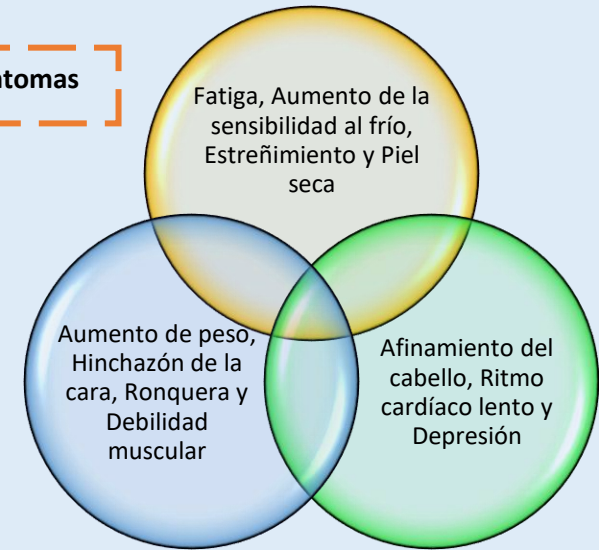 Fatiga, Aumento de la
sensibilidad al frío,
Estreñimiento y Piel
seca
Aumento de peso,
Hinchazón de la
cara, Ronquera y
Debilidad
muscular
Afinamiento del
cabello, Ritmo
cardíaco lento y
Depresión